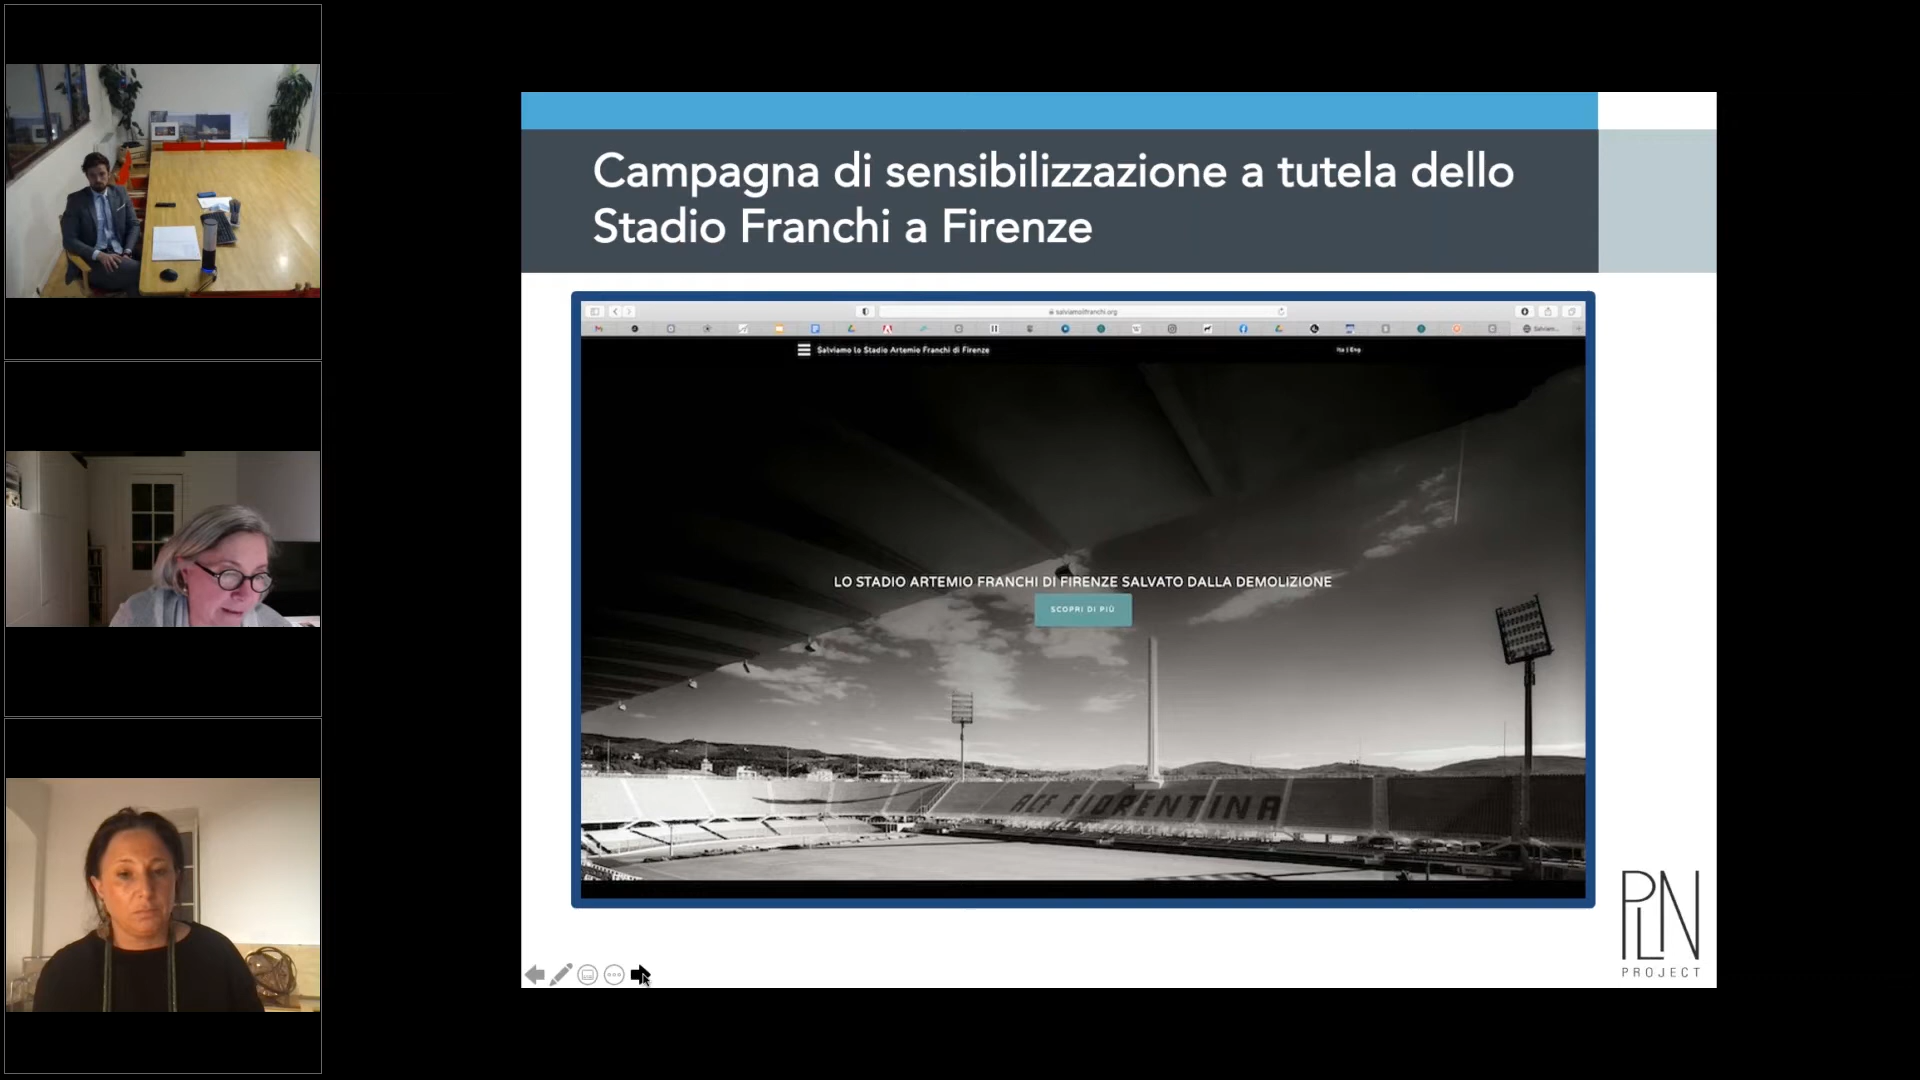 Campagna di sensibilizzazione a tutela dello
Stadio Franchi a Firenze
salviamoilfranchi.org
Salviamo lo Stadio Artemio Franchi di Firenze
Ita | Eng
LO STADIO ARTEMIO FRANCHI DI FIRENZE SALVATO DALLA DEMOLIZIONE
SCOPRI DI PIÙ
ACF FIORENTINA
PLN
PROJECT